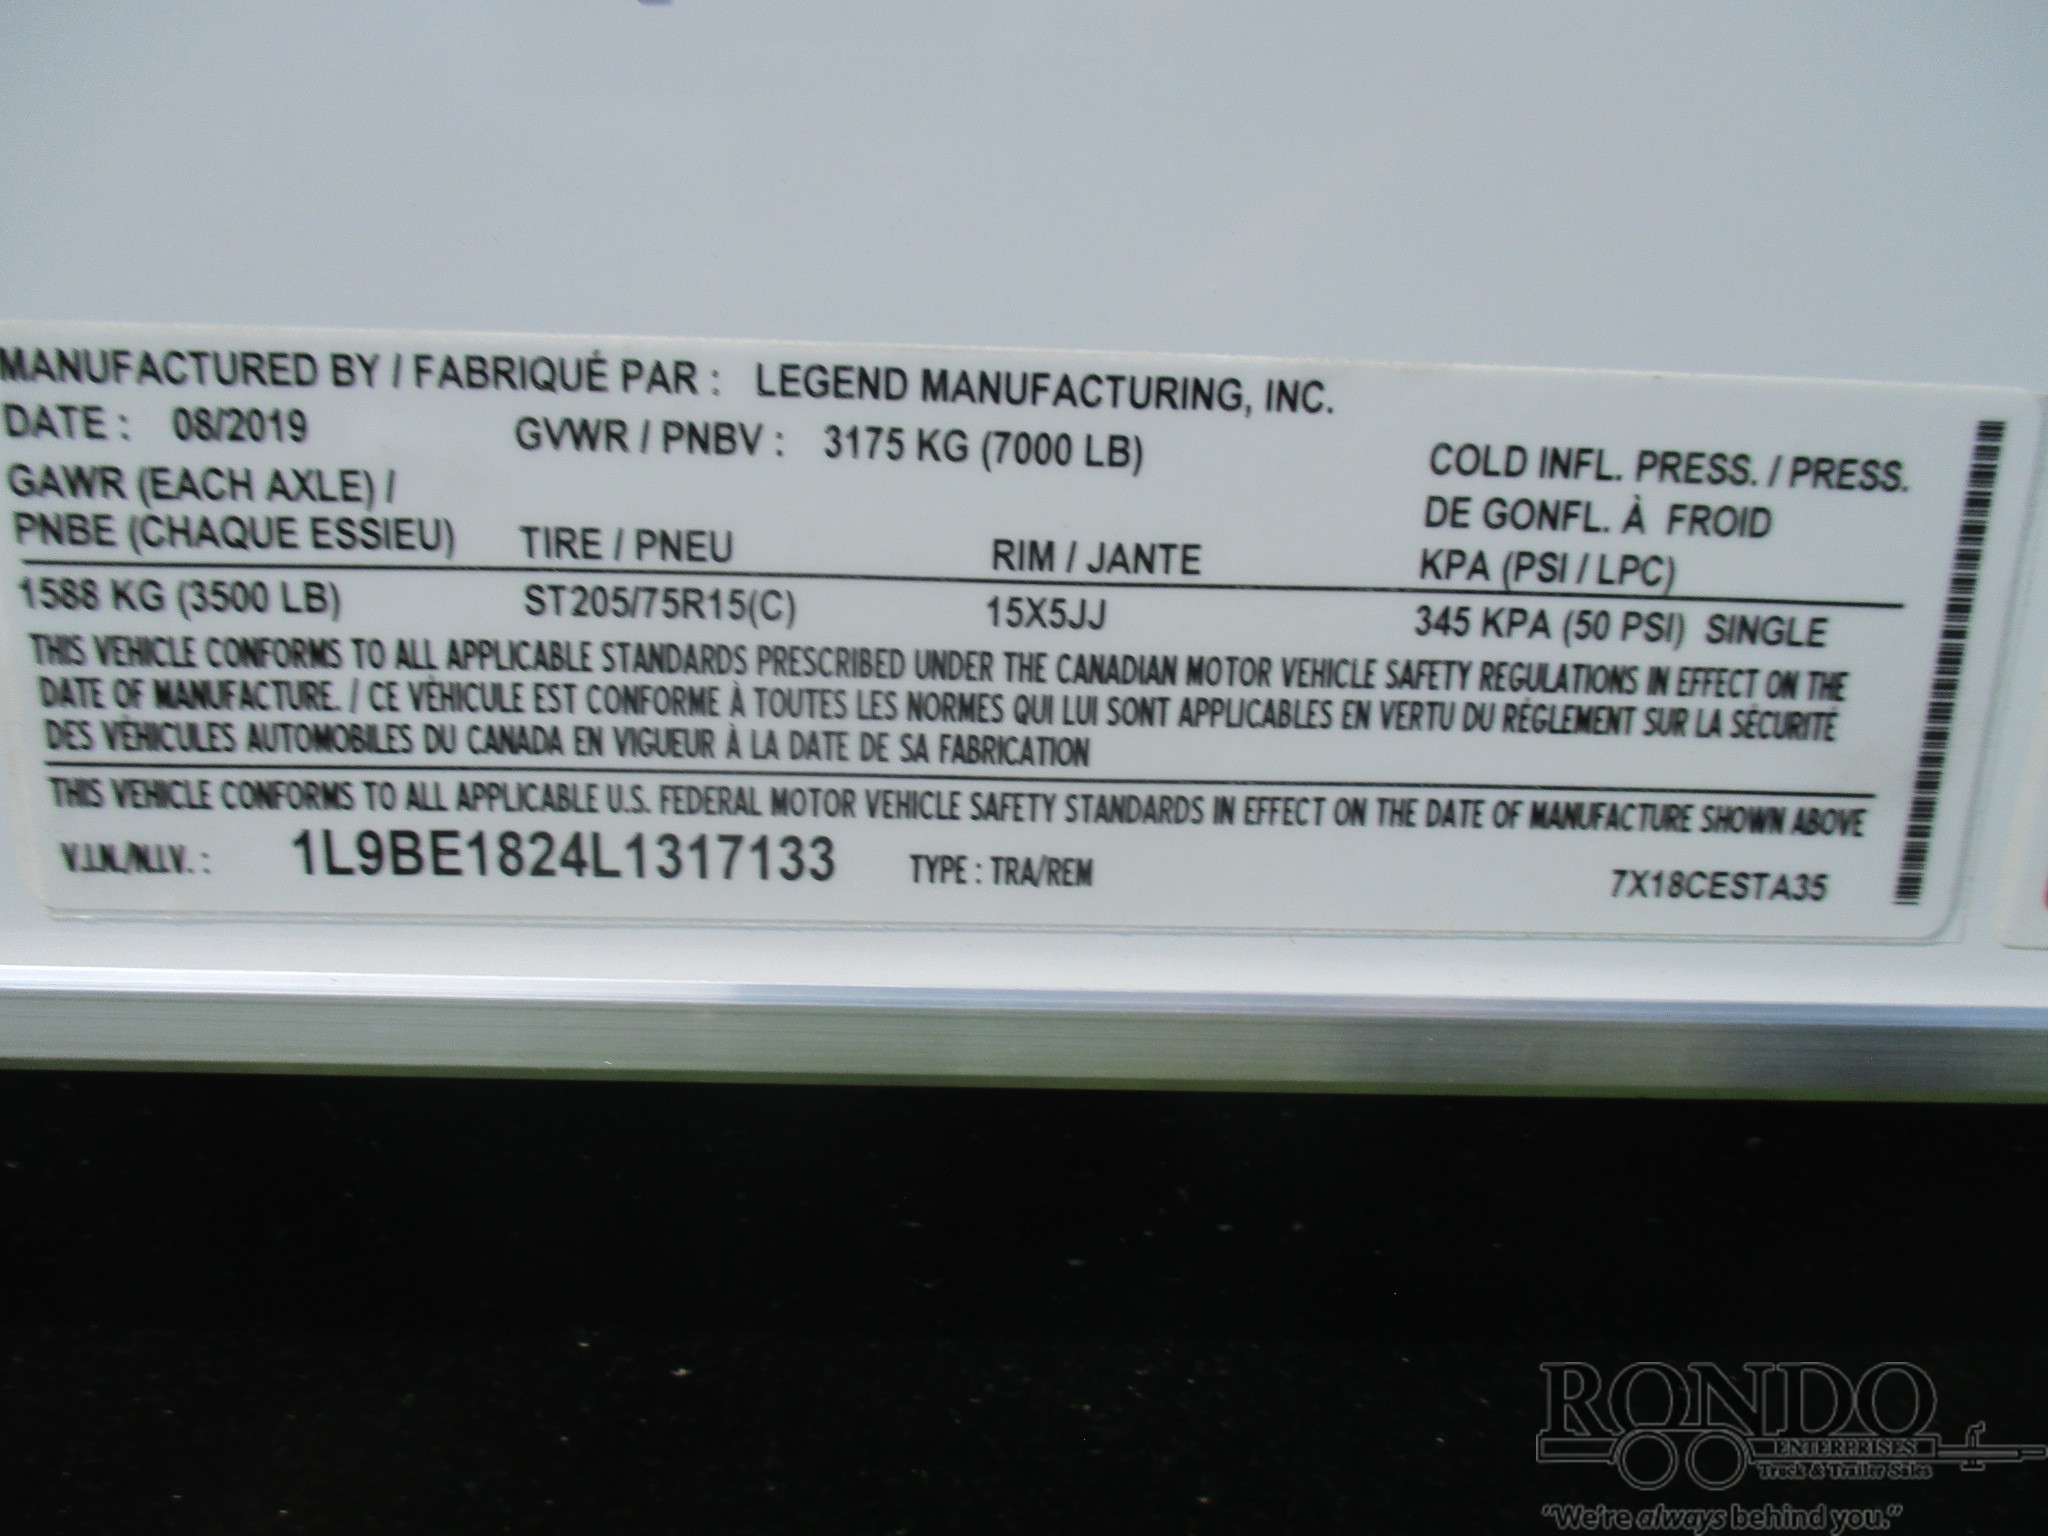 MANUFACTURED BY / FABRIQUÉ PAR : LEGEND MANUFACTURING, INC.
DATE : 08/2019 GVWR / PNBV : 3175 KG (7000 LB)
GAWR (EACH AXLE) /
PNBE (CHAQUE ESSIEU) TIRE / PNEU RIM / JANTE
COLD INFL. PRESS. / PRESS.
DE GONFL. À FROID
KPA (PSI / LPC)
1588 KG (3500 LB) ST205/75R15(C) 15X5JJ 345 KPA (50 PSI) SINGLE
THIS VEHICLE CONFORMS TO ALL APPLICABLE STANDARDS PRESCRIBED UNDER THE CANADIAN MOTOR VEHICLE SAFETY REGULATIONS IN EFFECT ON THE
DATE OF MANUFACTURE. / CE VÉHICULE EST CONFORME À TOUTES LES NORMES QUI LUI SONT APPLICABLES EN VERTU DU RÉGLEMENT SUR LA SÉCURITÉ
DES VÉHICULES AUTOMOBILES DU CANADA EN VIGUEUR À LA DATE DE SA FABRICATION
THIS VEHICLE CONFORMS TO ALL APPLICABLE U.S. FEDERAL MOTOR VEHICLE SAFETY STANDARDS IN EFFECT ON THE DATE OF MANUFACTURE SHOWN ABOVE
V.I.N./N.I.V. : 1L9BE1824L1317133 TYPE : TRA/REM 7X18CESTA35
RONDO
ENTERPRISES
Truck & Trailer Sales
"We're always behind you."